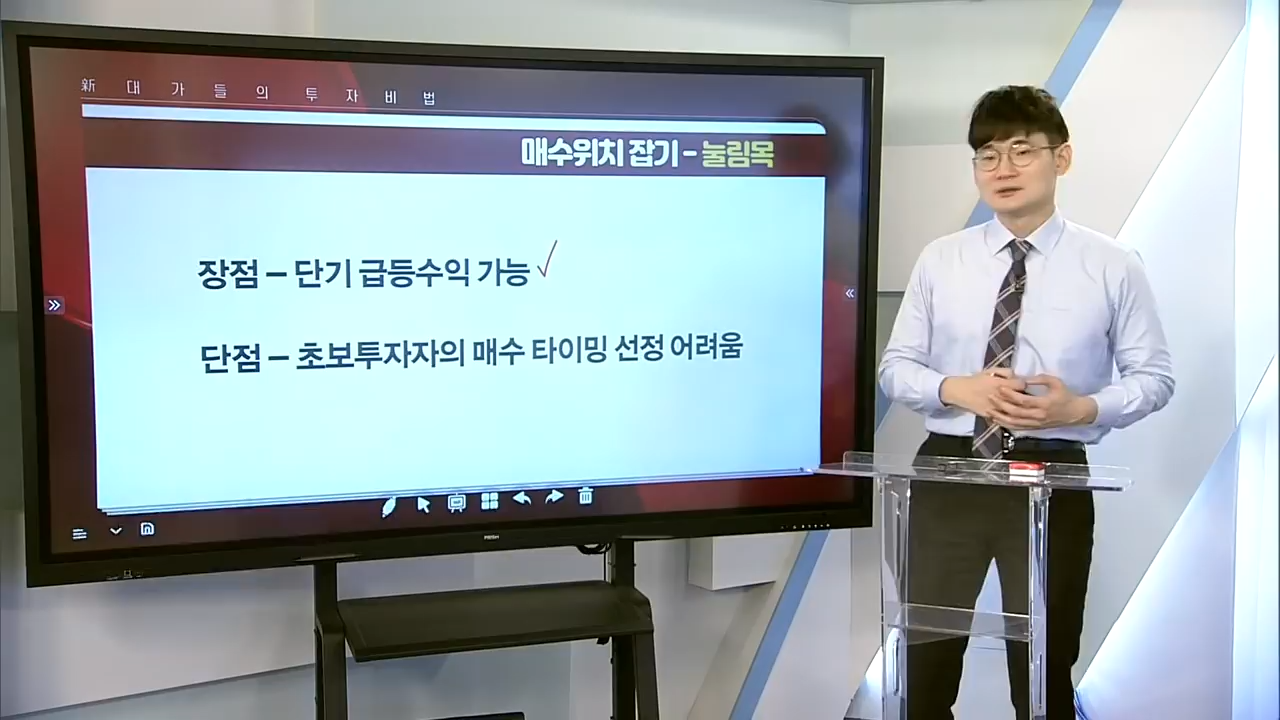 新 대 가 들 의 투 자 비 법
매수위치 잡기 - 눌림목
장점 – 단기 급등수익 가능
단점 – 초보투자자의 매수 타이밍 선정 어려움